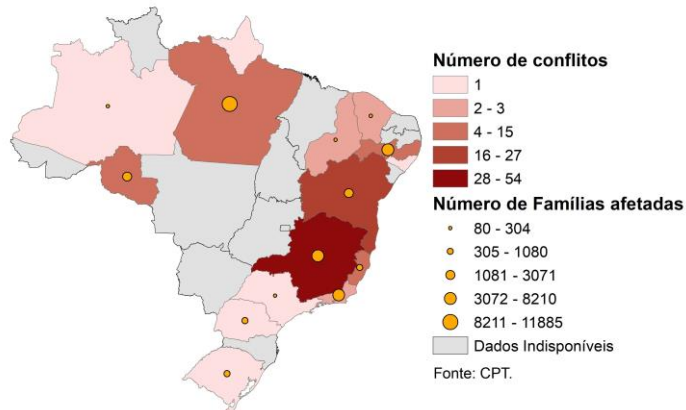 Número de conflitos
1
2 - 3
4 - 15
16 - 27
28 - 54
Número de Famílias afetadas
80 - 304
305 - 1080
1081 - 3071
3072 - 8210
8211 - 11885
Dados Indisponíveis
Fonte: CPT.